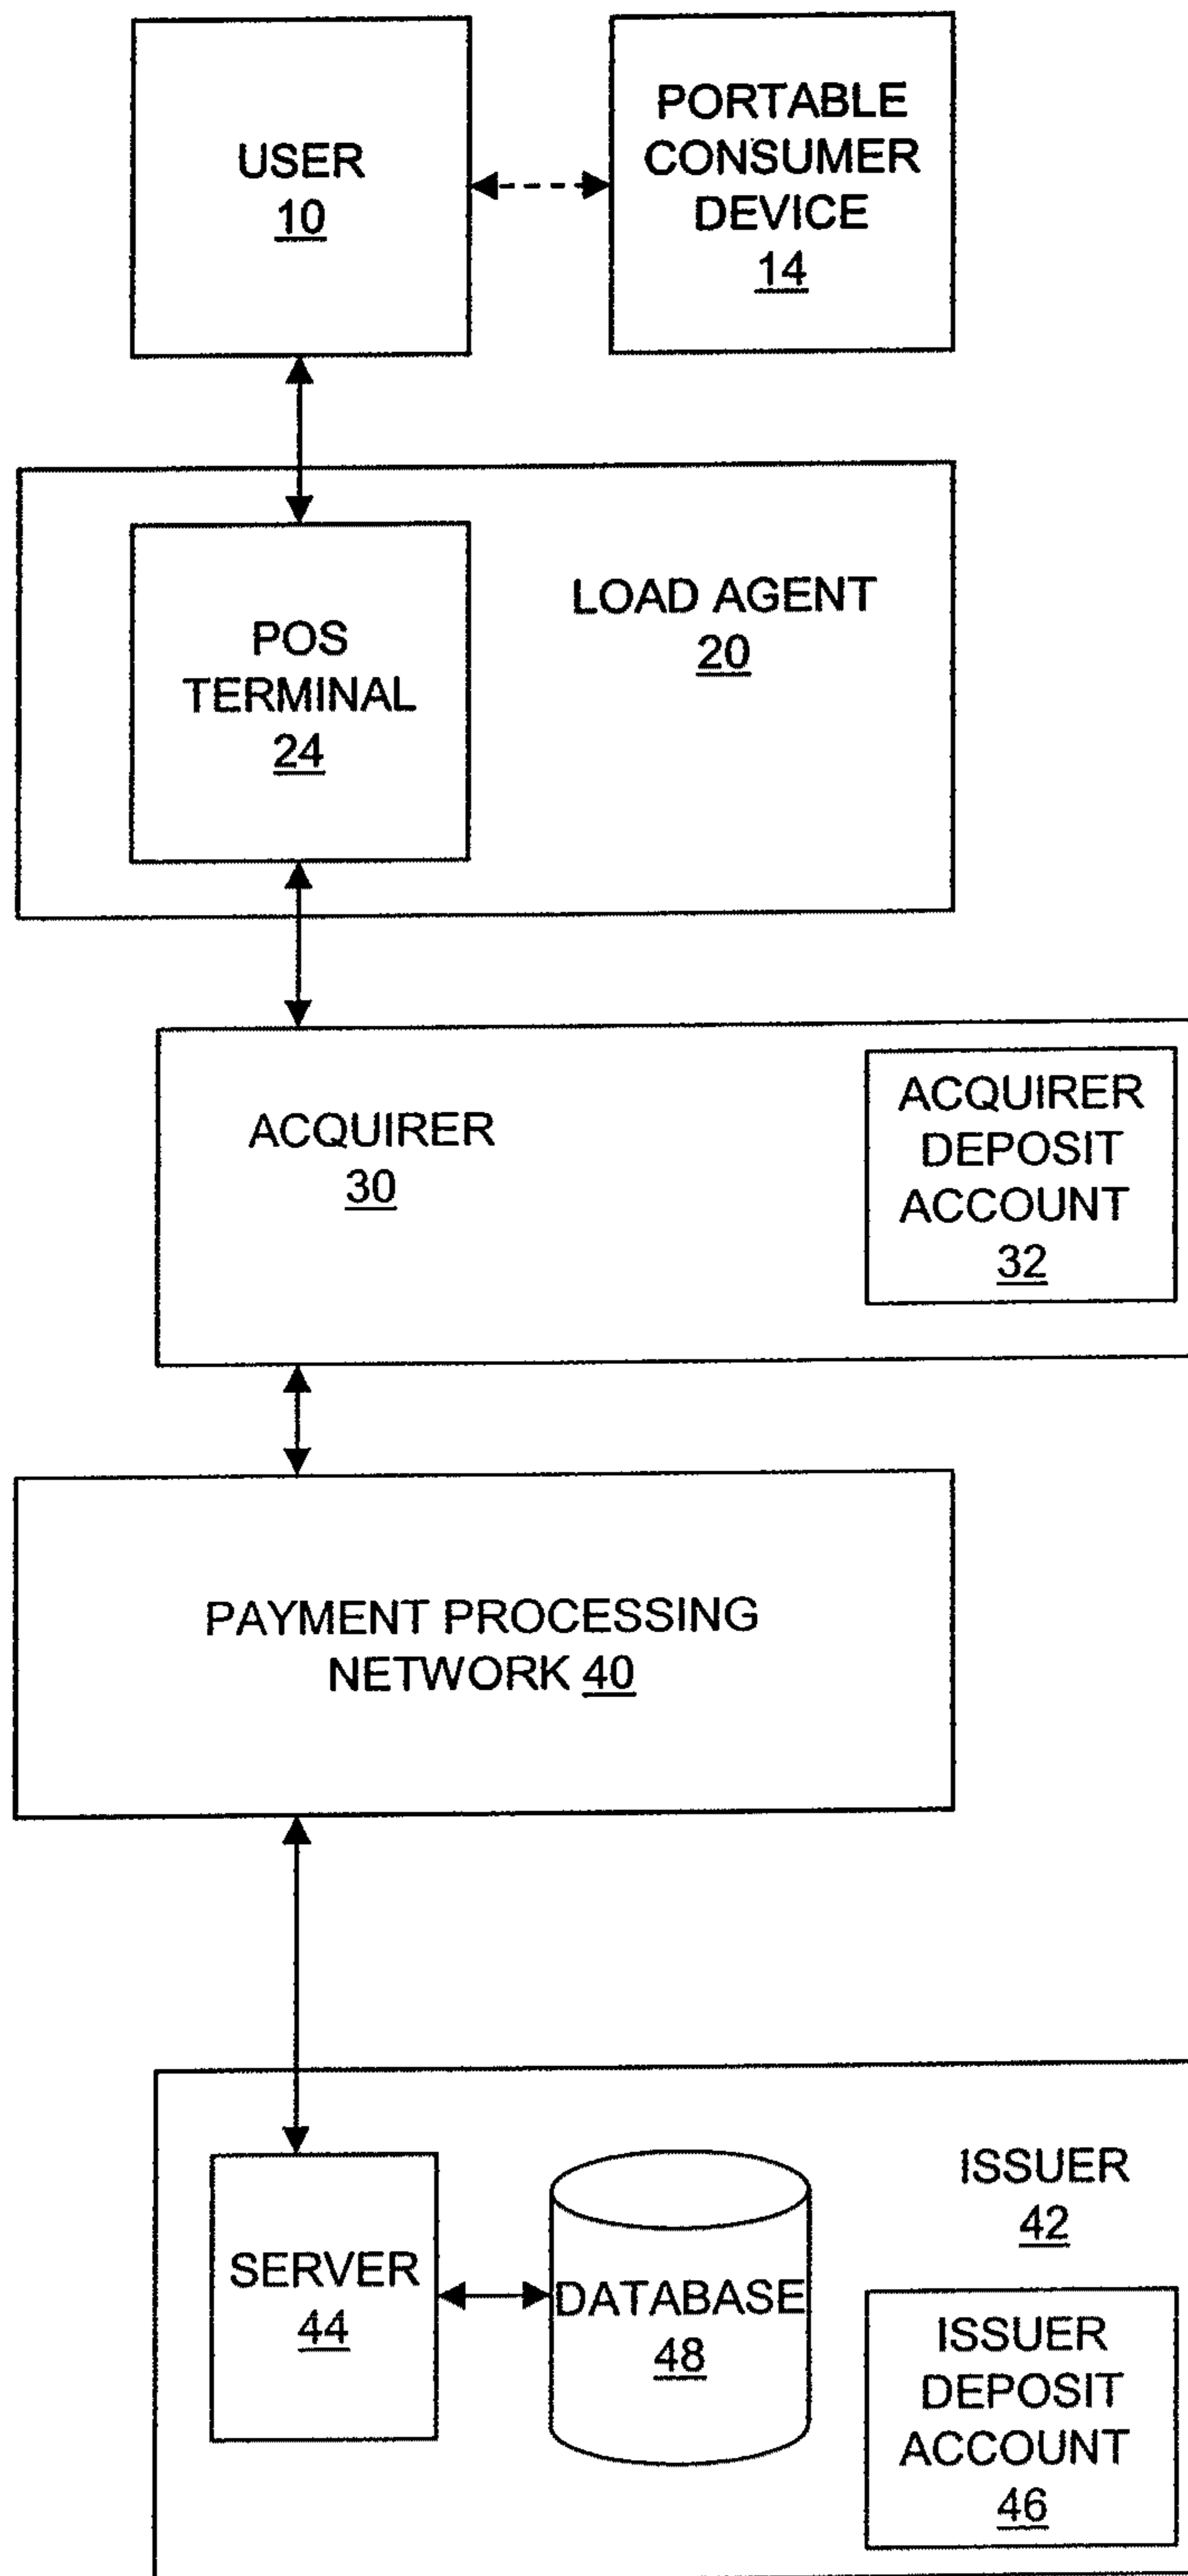 USER
10
PORTABLE
CONSUMER
DEVICE
14
LOAD AGENT
20
POS
TERMINAL
24
ACQUIRER
30
ACQUIRER
DEPOSIT
ACCOUNT
32
PAYMENT PROCESSING
NETWORK 40
ISSUER
42
SERVER
44
DATABASE
48
ISSUER
DEPOSIT
ACCOUNT
46